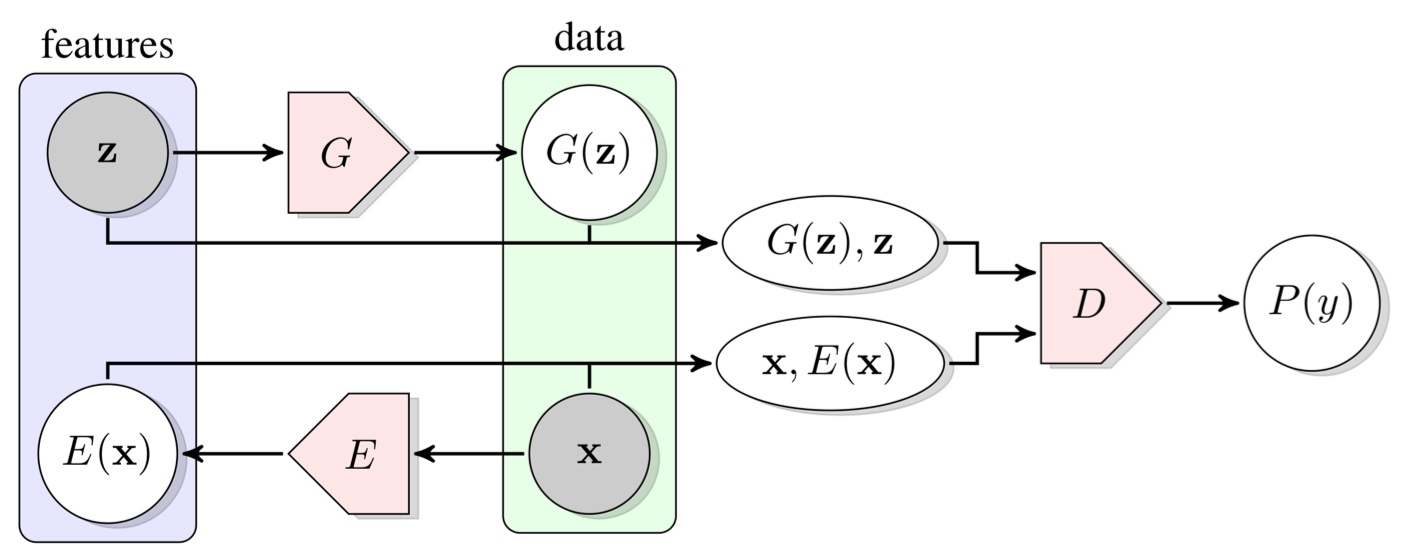 features
data
z
G
G(z)
G(z), z
D
P(y)
x, E(x)
E(x)
E
x